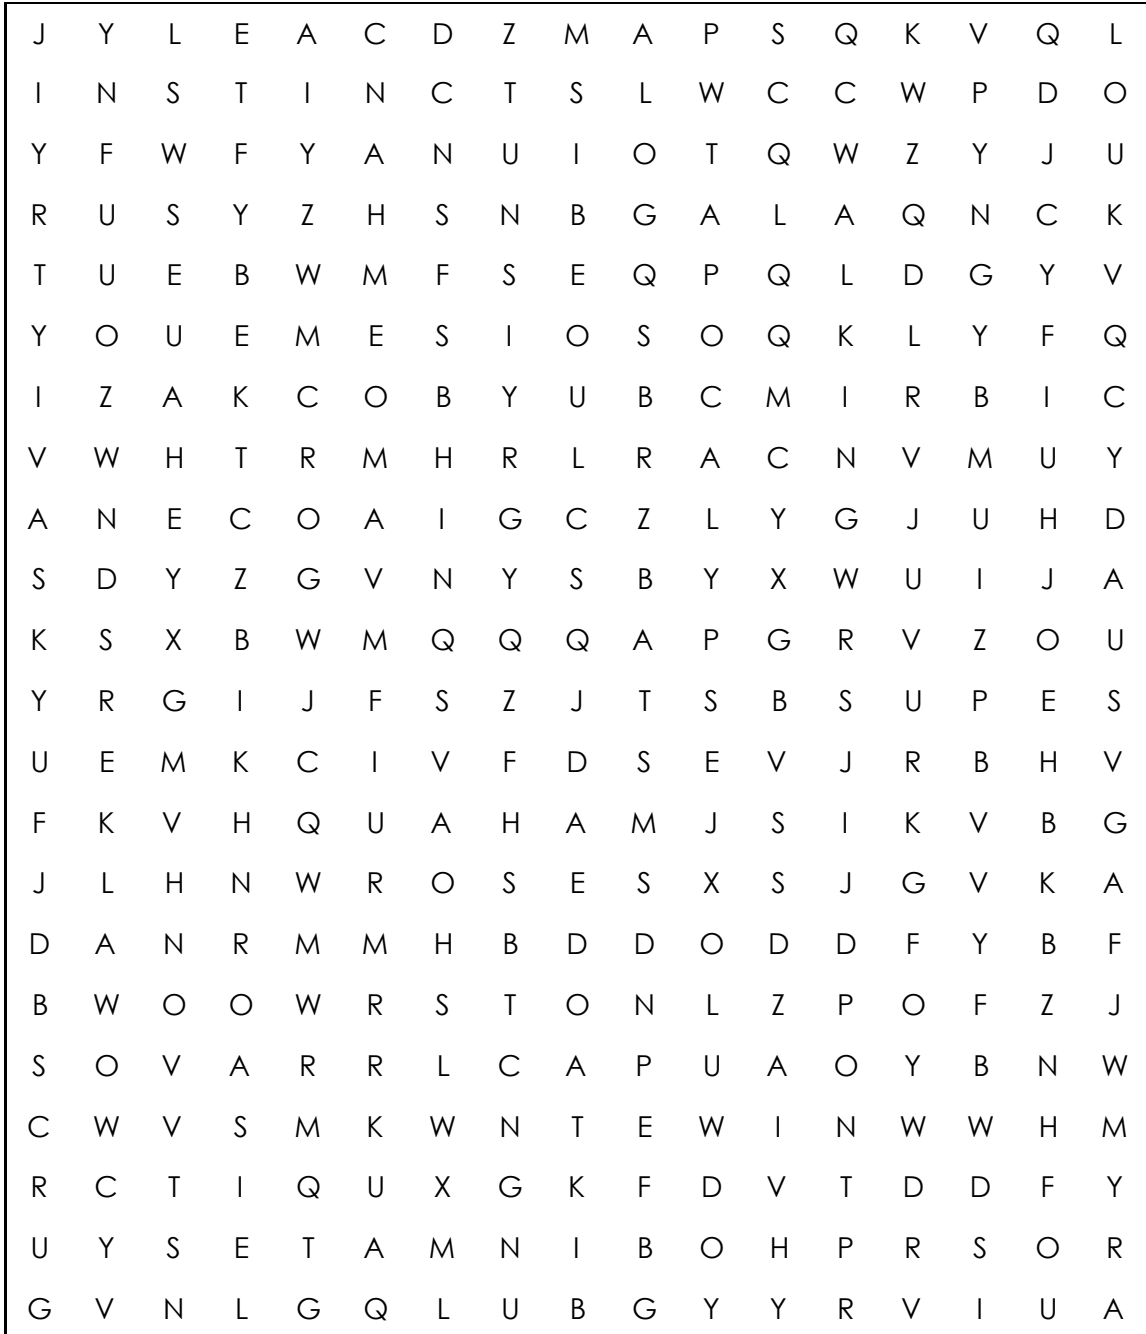 J Y L E A C D Z M A P S Q K V Q L
I N S T I N C T S L W C C W P D O
Y F W F Y A N U I O T Q W Z Y J U
R U S Y Z H S N B G A L A Q N C K
T U E B W M F S E Q P Q L D G Y V
Y O U E M E S I O S O Q K L Y F Q
I Z A K C O B Y U B C M I R B I C
V W H T R M H R L R A C N V M U Y
A N E C O A I G C Z L Y G J U H D
S D Y Z G V N Y S B Y X W U I J A
K S X B W M Q Q Q A P G R V Z O U
Y R G I J F S Z J T S B S U P E S
U E M K C I V F D S E V J R B H V
F K V H Q U A H A M J S I K V B G
J L H N W R O S E S X S J G V K A
D A N R M M H B D D O D D F Y B F
B W O O W R S T O N L Z P O F Z J
S O V A R R L C A P U A O Y B N W
C W V S M K W N T E W I N W W H M
R C T I Q U X G K F D V T D D F Y
U Y S E T A M N I B O H P R S O R
G V N L G Q L U B G Y Y R V I U A